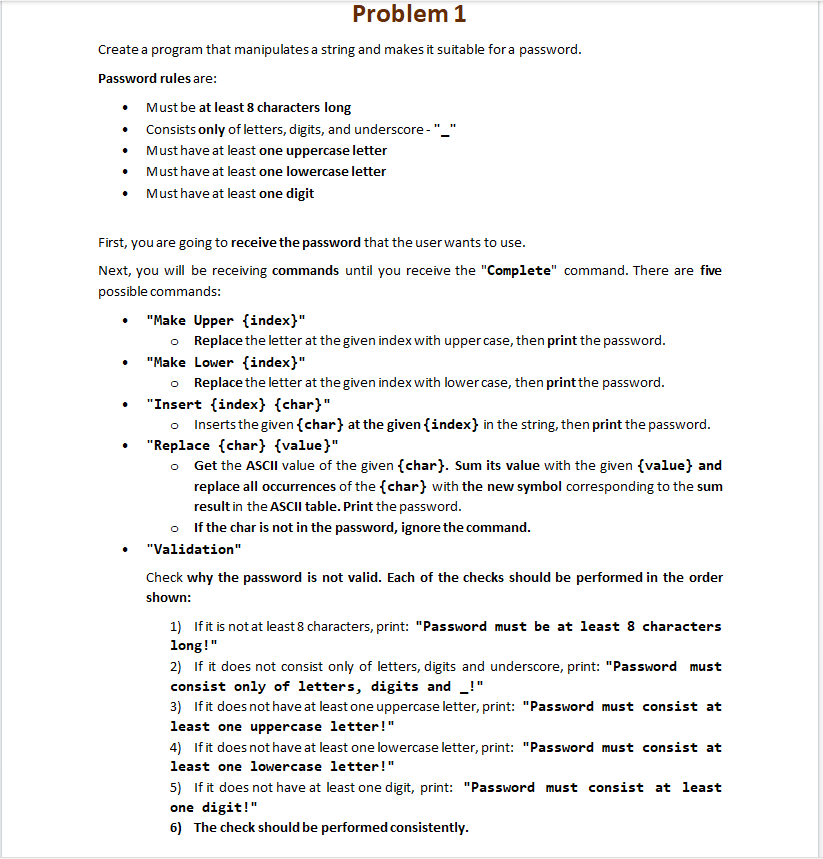 Problem 1
Create a program that manipulates a string and makes it suitable for a password.
Password rules are:
• Must be at least 8 characters long
• Consists only of letters, digits, and underscore - "_"
• Must have at least one uppercase letter
• Must have at least one lowercase letter
• Must have at least one digit
First, you are going to receive the password that the user wants to use.
Next, you will be receiving commands until you receive the "Complete" command. There are five
possible commands:
• "Make Upper {index}"
o Replace the letter at the given index with upper case, then print the password.
• "Make Lower {index}"
o Replace the letter at the given index with lower case, then print the password.
• "Insert {index} {char}"
o Inserts the given {char} at the given {index} in the string, then print the password.
• "Replace {char} {value}"
o Get the ASCII value of the given {char}. Sum its value with the given {value} and
replace all occurrences of the {char} with the new symbol corresponding to the sum
result in the ASCII table. Print the password.
o If the char is not in the password, ignore the command.
• "Validation"
Check why the password is not valid. Each of the checks should be performed in the order
shown:
1) If it is not at least 8 characters, print: "Password must be at least 8 characters
long!"
2) If it does not consist only of letters, digits and underscore, print: "Password must
consist only of letters, digits and _!"
3) If it does not have at least one uppercase letter, print: "Password must consist at
least one uppercase letter!"
4) If it does not have at least one lowercase letter, print: "Password must consist at
least one lowercase letter!"
5) If it does not have at least one digit, print: "Password must consist at least
one digit!"
6) The check should be performed consistently.